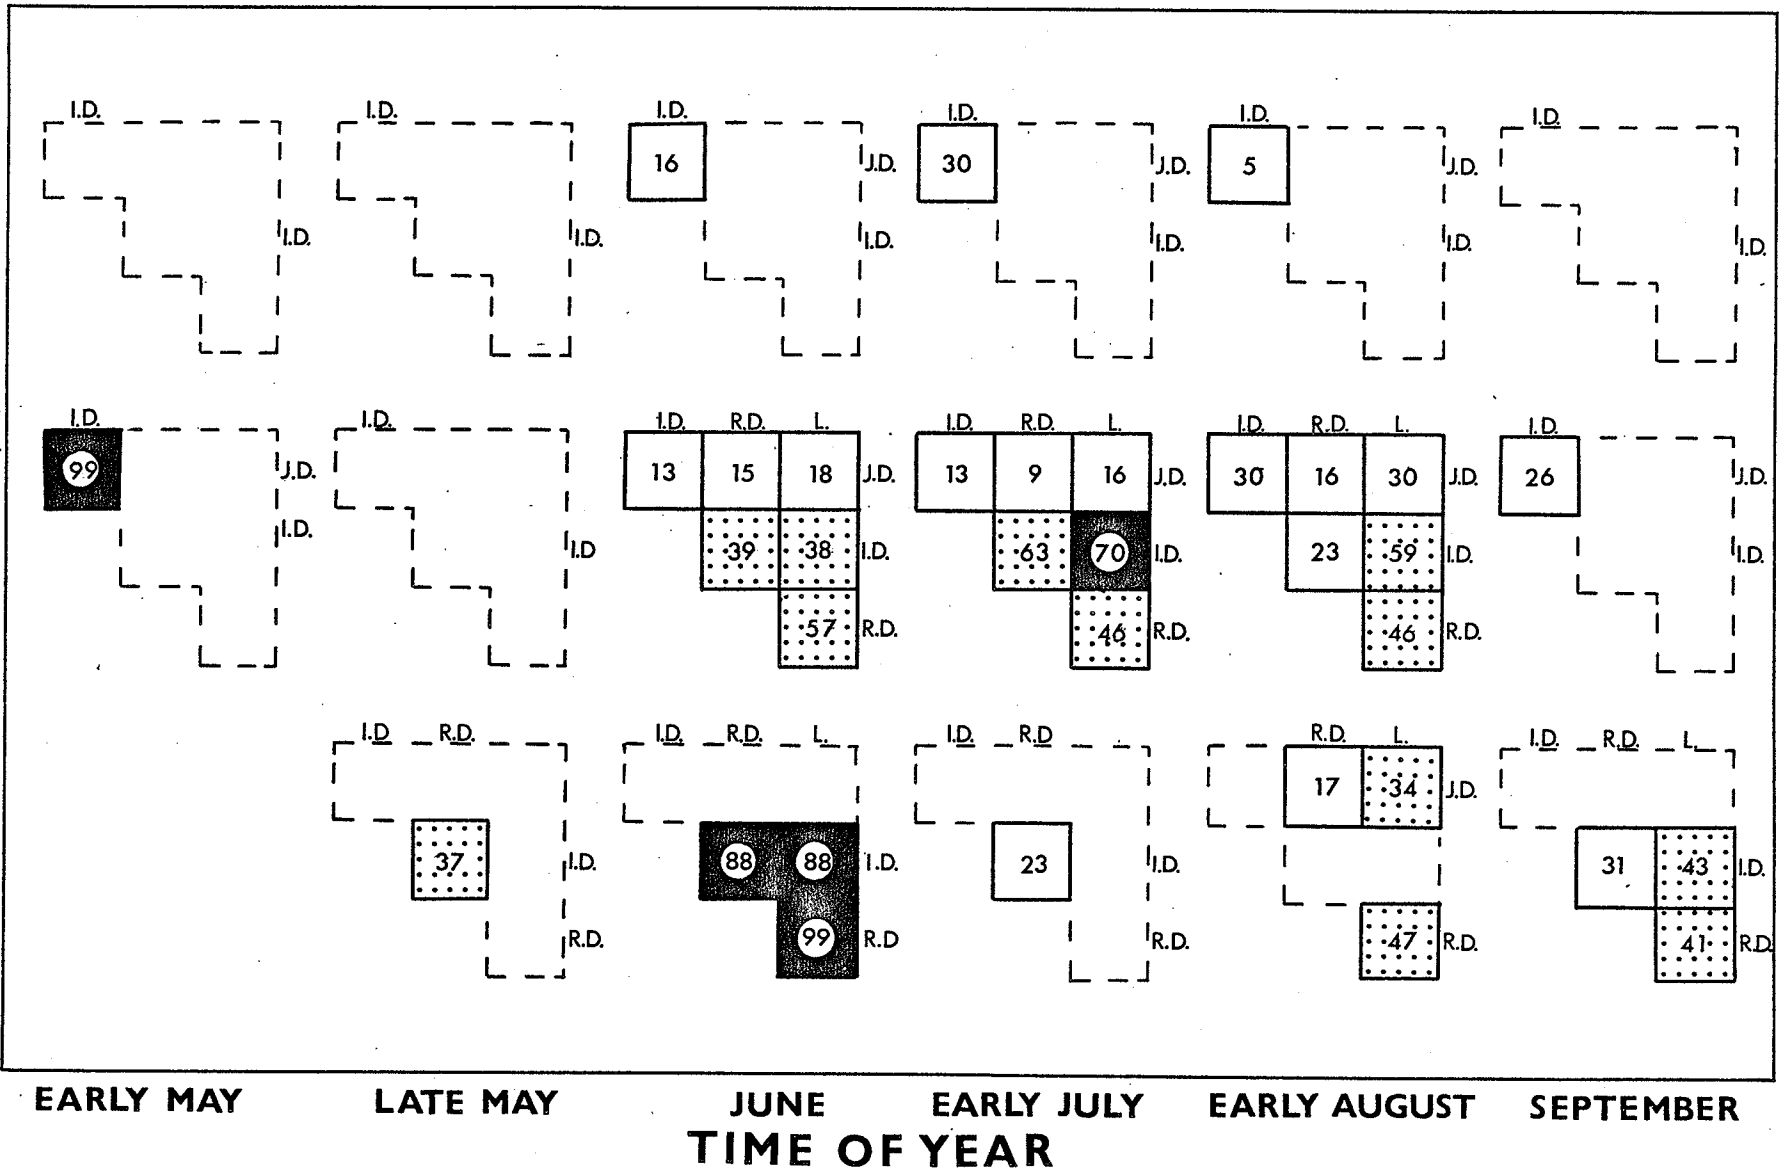 I.D. I.D. I.D. I.D. I.D. I.D.
16 J.D. 30 J.D. 5 J.D.
I.D. I.D. I.D. I.D. I.D. I.D.
I.D. I.D. I.D. R.D. L. I.D. R.D. L. I.D. R.D. L. I.D.
99 J.D. 13 15 18 J.D. 13 9 16 J.D. 30 16 30 J.D. 26 J.D.
I.D. I.D 39 38 I.D. 63 70 I.D. 23 59 I.D. I.D.
57 R.D. 46 R.D. 46 R.D.
I.D R.D. I.D. R.D. L. I.D. R.D R.D. L. I.D. R.D. L.
17 34 J.D.
37 I.D. 88 88 I.D. 23 I.D. 31 43 I.D.
R.D. 99 R.D R.D. 47 R.D. 41 R.D.
EARLY MAY LATE MAY JUNE EARLY JULY EARLY AUGUST SEPTEMBER
TIME OF YEAR